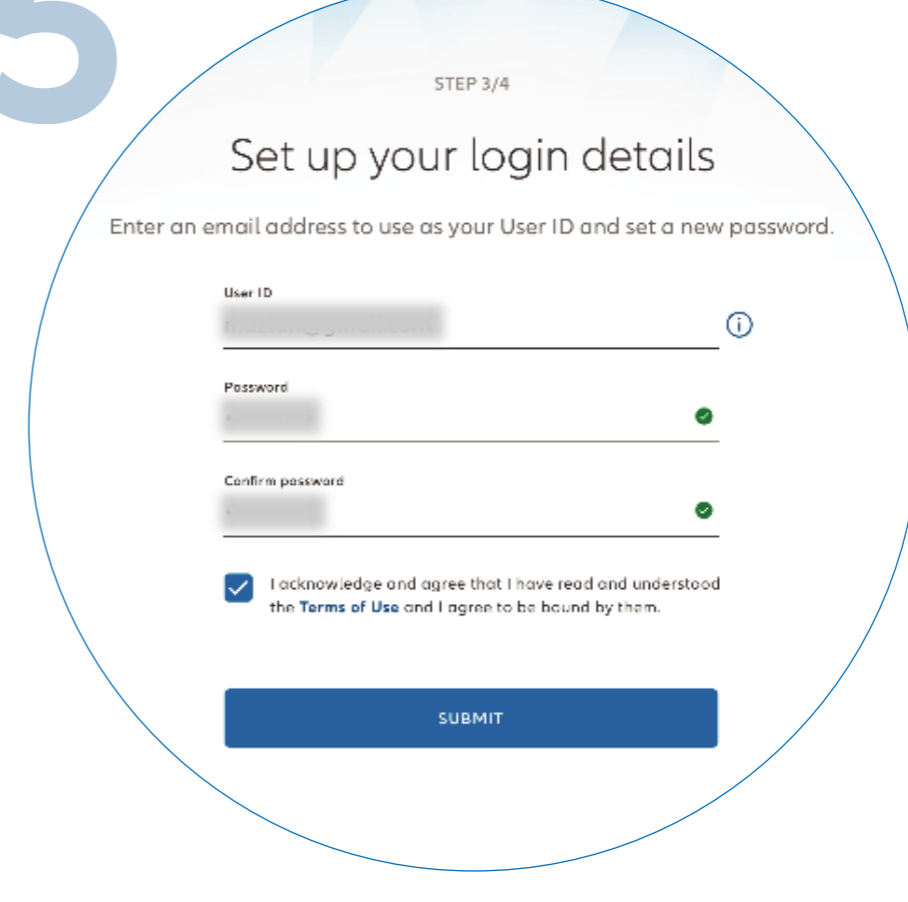 STEP 3/4
Set up your login details
Enter an email address to use as your User ID and set a new password.
User ID
Password
Confirm password
I acknowledge and agree that I have read and understood
the Terms of Use and I agree to be bound by them.
SUBMIT